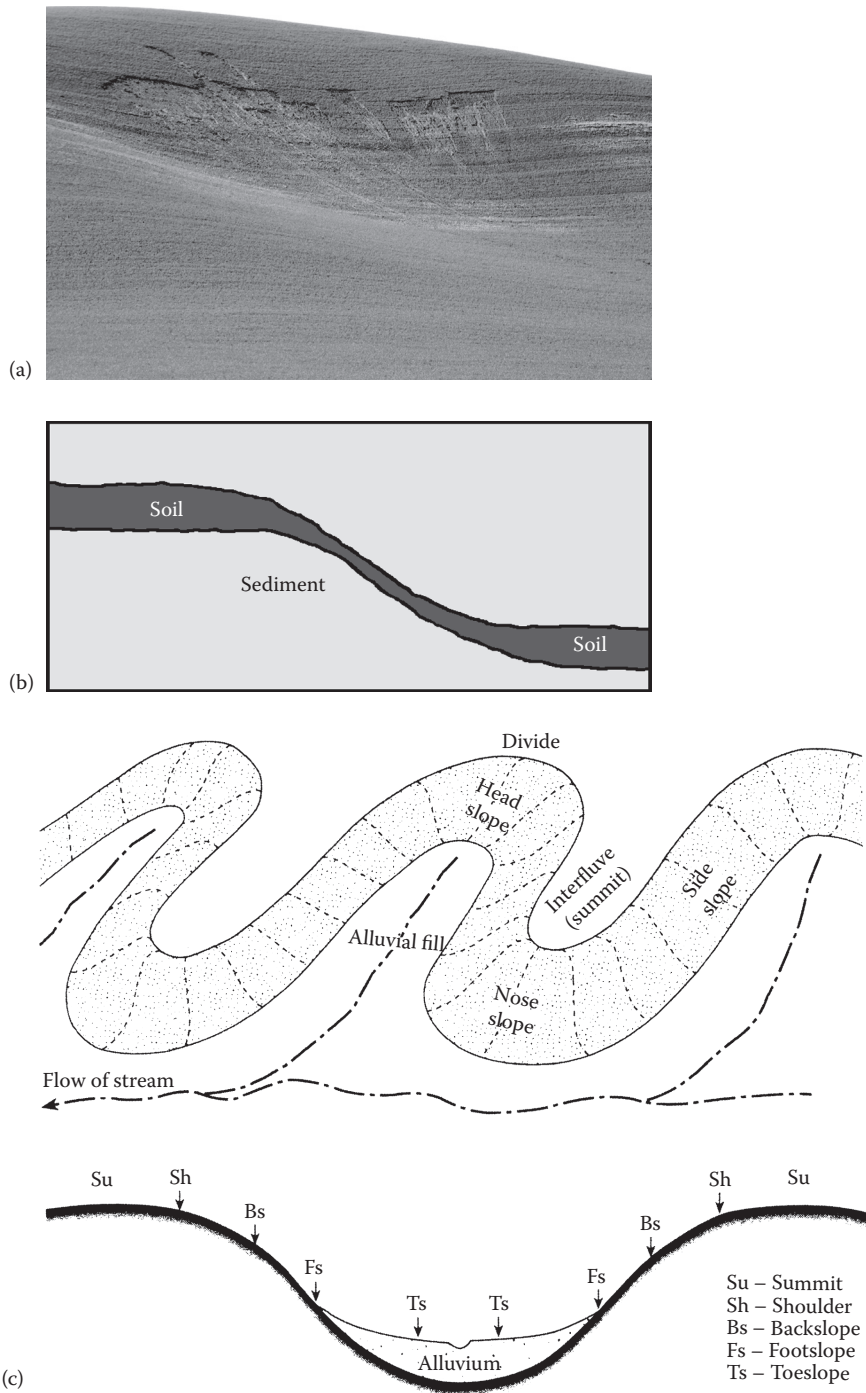 (a)
Soil
Sediment
Soil
(b)
Divide
Head
slope
Interfluve
(summit)
Side
slope
Alluvial fill
Nose
slope
Flow of stream
Su
Sh
Bs
Fs
Ts
Ts
Fs
Bs
Sh
Su
Alluvium
Su – Summit
Sh – Shoulder
Bs – Backslope
Fs – Footslope
Ts – Toeslope
(c)